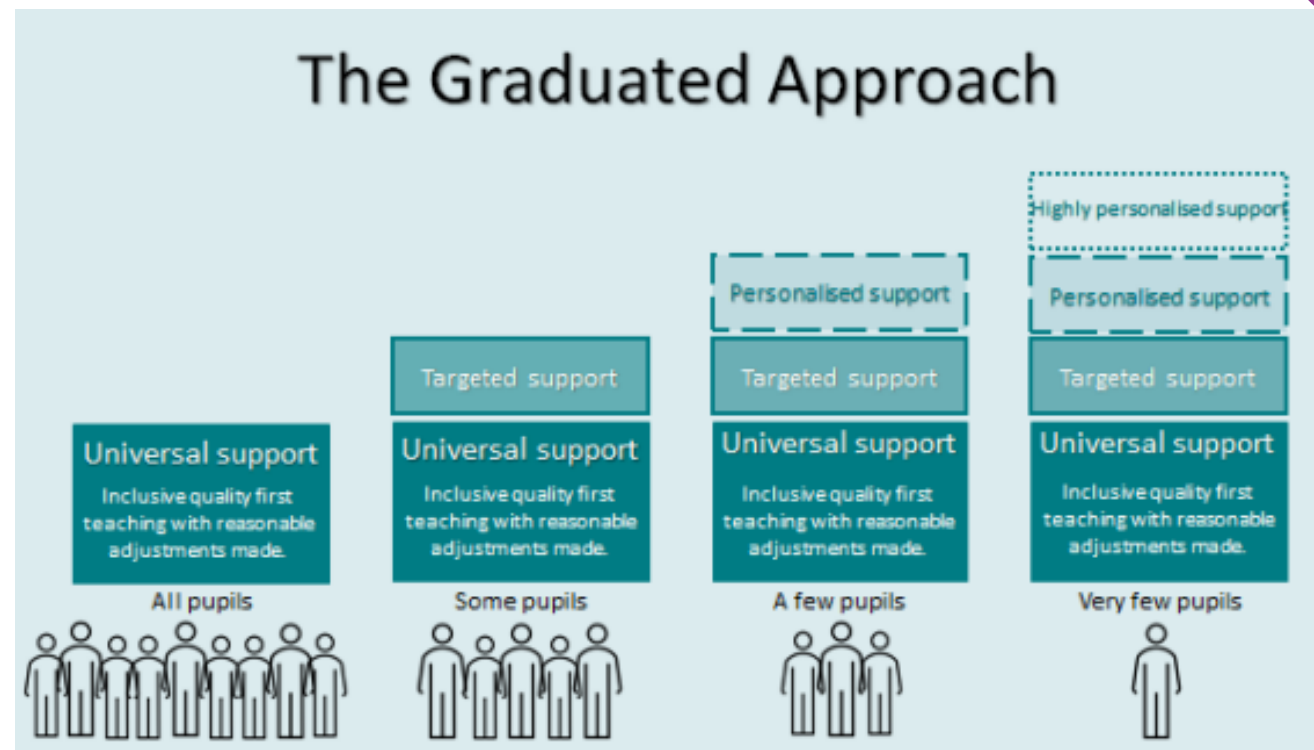 The Graduated Approach
Universal support
Inclusive quality first
teaching with reasonable
adjustments made.
All pupils
Targeted support
Universal support
Inclusive quality first
teaching with reasonable
adjustments made.
Some pupils
Personalised support
Targeted support
Universal support
Inclusive quality first
teaching with reasonable
adjustments made.
A few pupils
Highly personalised support
Personalised support
Targeted support
Universal support
Inclusive quality first
teaching with reasonable
adjustments made.
Very few pupils